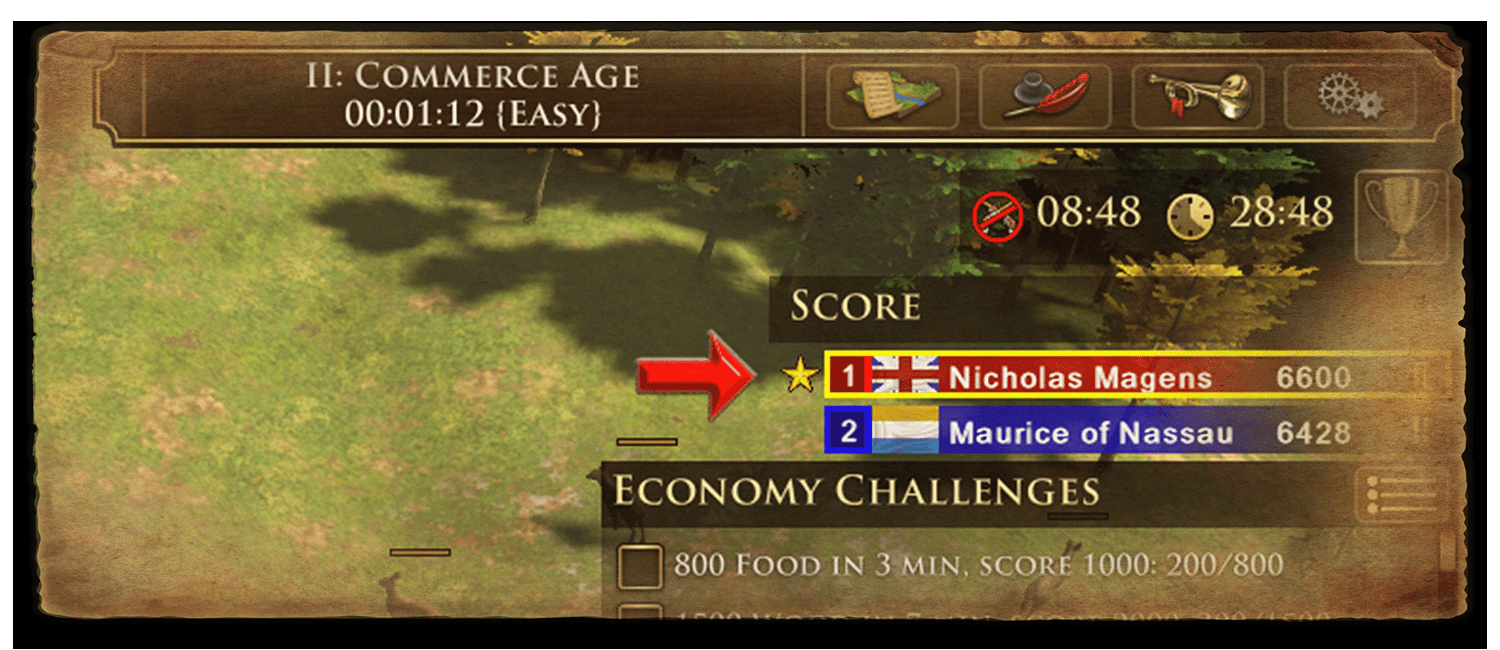 II: Commerce Age
00:01:12 {Easy}
08:48 28:48
Score
1 Nicholas Magens 6600
2 Maurice of Nassau 6428
Economy Challenges
800 Food in 3 min, score 1000: 200/800